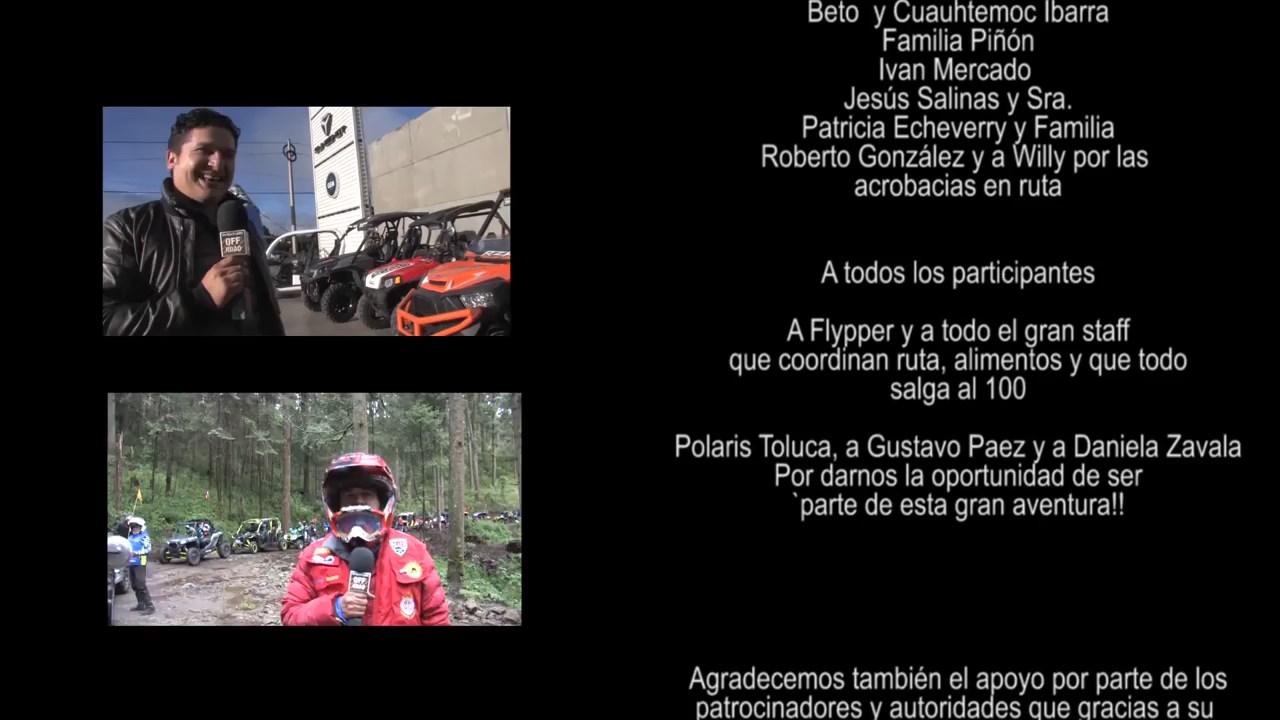 Beto y Cuauhtemoc Ibarra
Familia Piñón
Ivan Mercado
Jesús Salinas y Sra.
Patricia Echeverry y Familia
Roberto González y a Willy por las
acrobacias en ruta
A todos los participantes
A Flypper y a todo el gran staff
que coordinan ruta, alimentos y que todo
salga al 100
Polaris Toluca, a Gustavo Paez y a Daniela Zavala
Por darnos la oportunidad de ser
`parte de esta gran aventura!!
Agradecemos también el apoyo por parte de los
patrocinadores y autoridades que gracias a su
OFF
ROAD
OFF